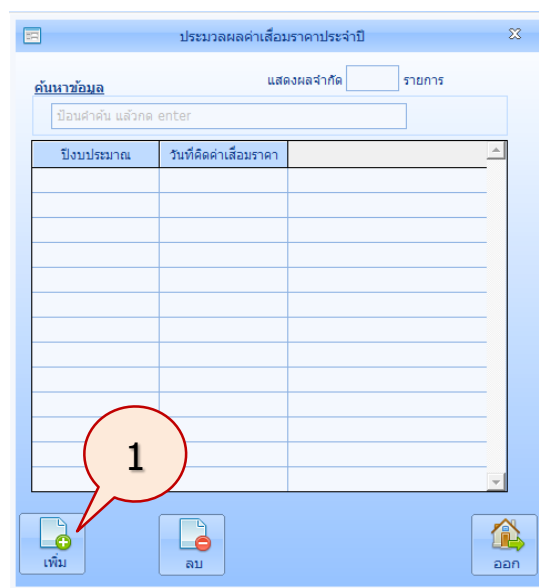 ประมวลผลค่าเสื่อมราคาประจำปี
แสดงผลจำกัด รายการ
ค้นหาข้อมูล
ป้อนคำค้น แล้วกด enter
ปีงบประมาณ วันที่คิดค่าเสื่อมราคา
1
เพิ่ม ลบ ออก